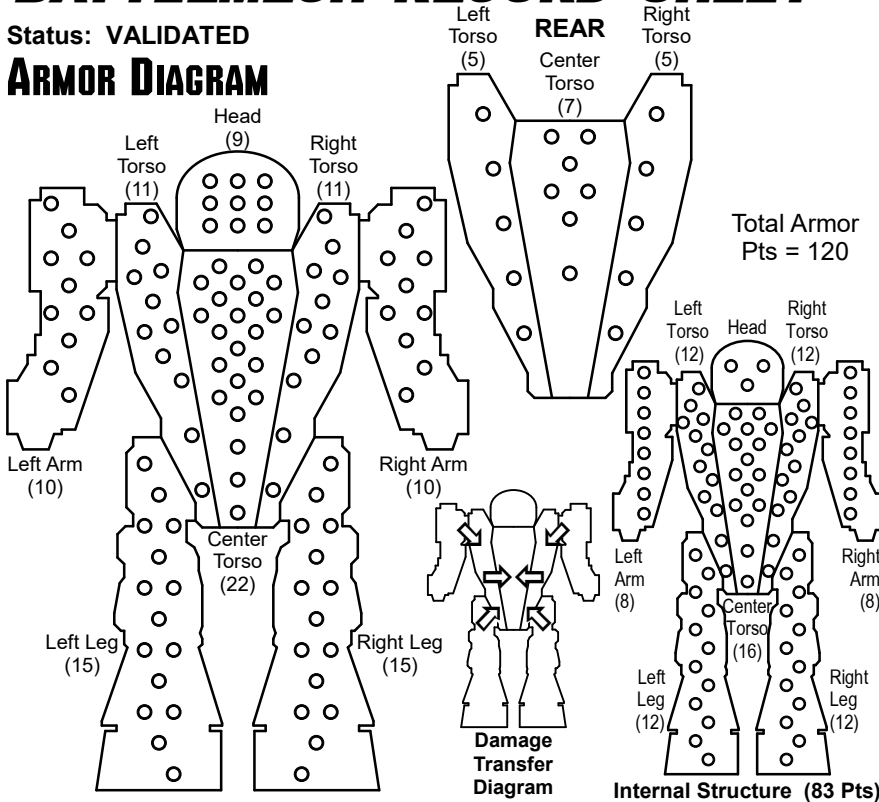 BATTLEMECH RECORD SHEET
Status: VALIDATED
ARMOR DIAGRAM
Head
(9)
Left
Torso
(11)
Right
Torso
(11)
Left Arm
(10)
Right Arm
(10)
Center
Torso
(22)
Left Leg
(15)
Right Leg
(15)
Left
Torso
(5)
REAR
Center
Torso
(7)
Right
Torso
(5)
Total Armor
Pts = 120
Damage
Transfer
Diagram
Left
Torso
(12)
Head
Right
Torso
(12)
Left
Arm
(8)
Right
Arm
(8)
Center
Torso
(16)
Left
Leg
(12)
Right
Leg
(12)
Internal Structure (83 Pts)